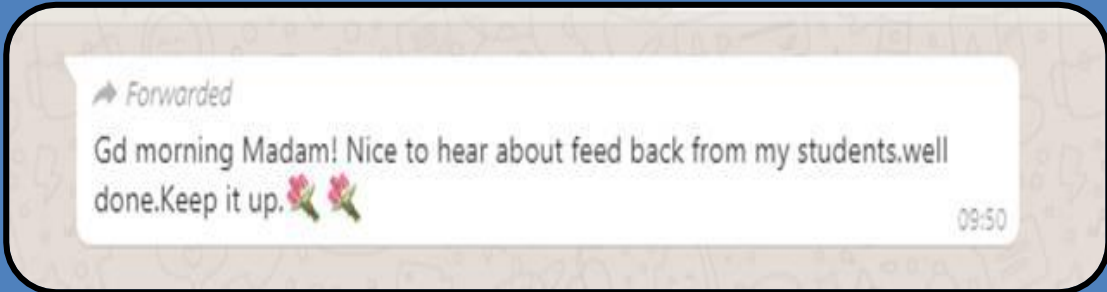 Forwarded
Gd morning Madam! Nice to hear about feed back from my students.well
done.Keep it up.💐💐
09:50